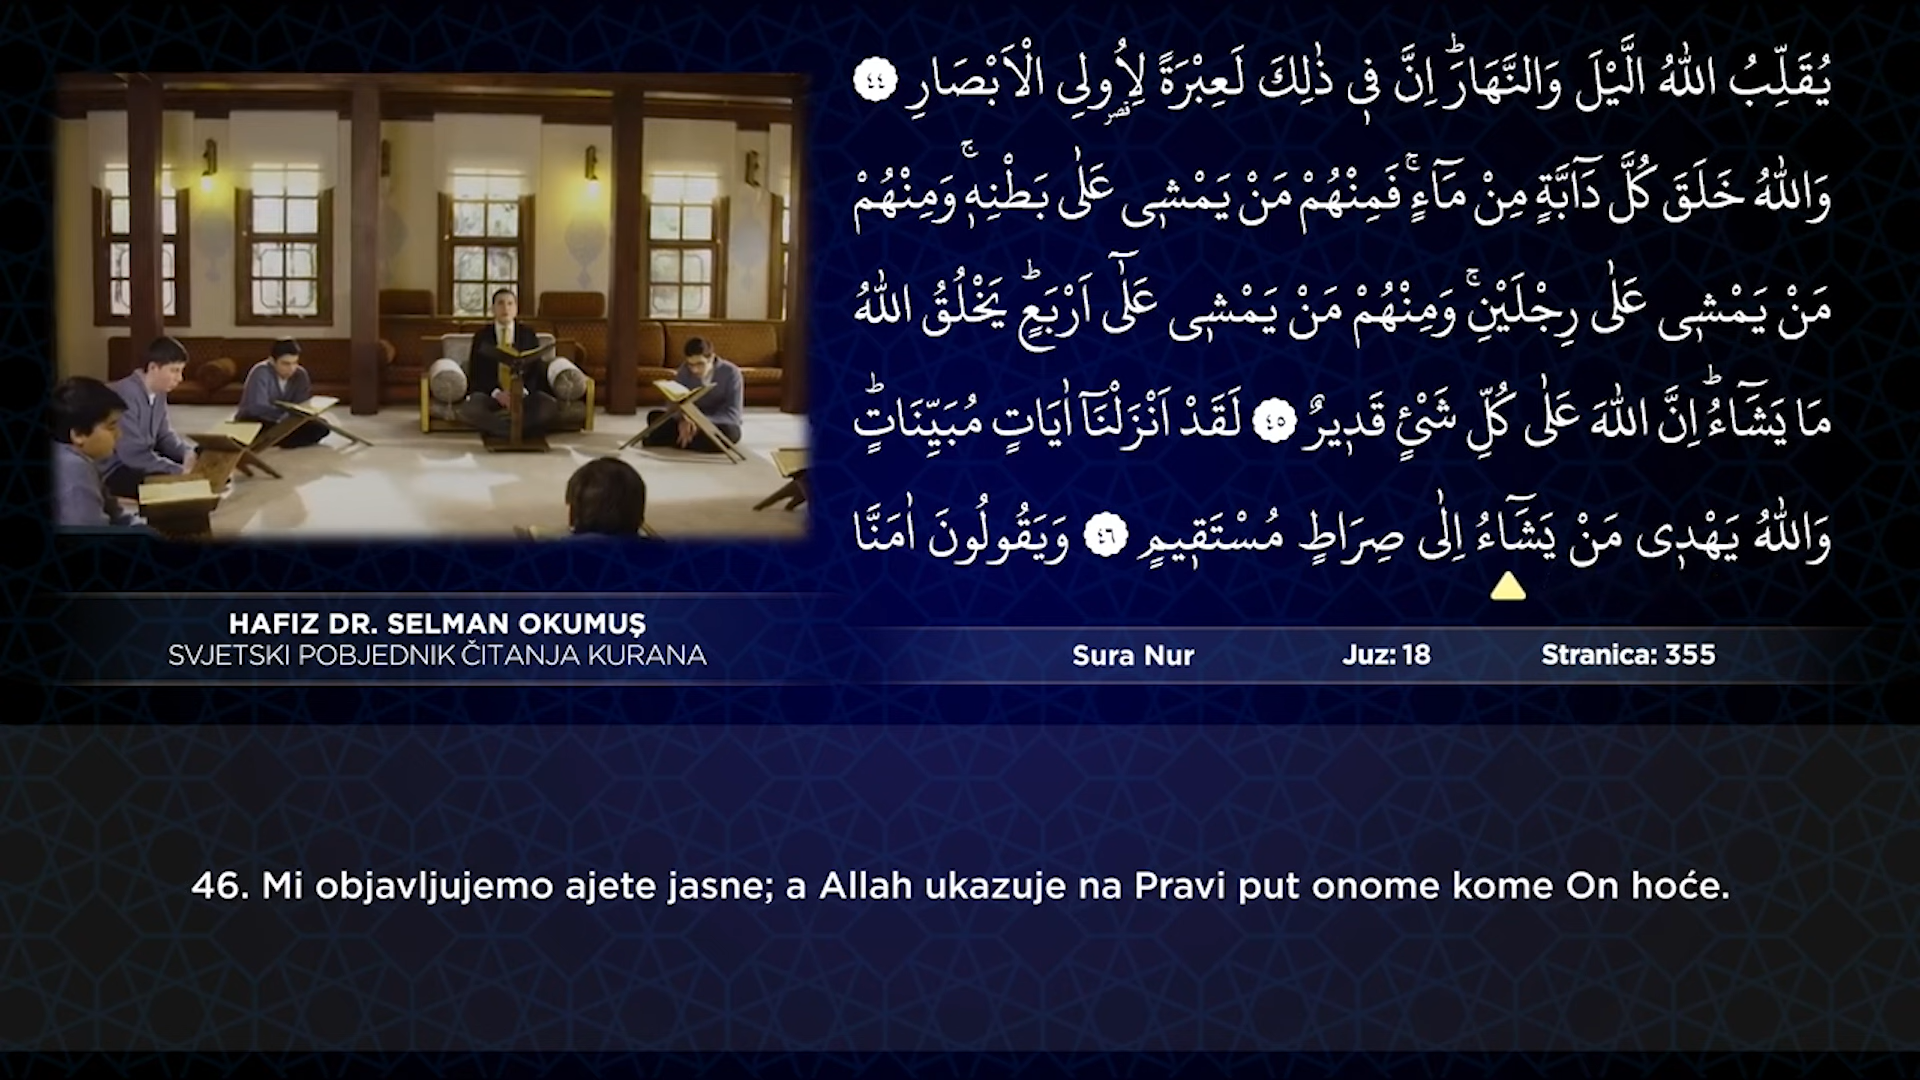 يُقَلِّبُ اللّٰهُ الَّيْلَ وَالنَّهَارَۜ اِنَّ ف۪ي ذٰلِكَ لَعِبْرَةً لِاُو۬لِي الْاَبْصَارِ ﴿٤٤﴾
وَاللّٰهُ خَلَقَ كُلَّ دَٓابَّةٍ مِنْ مَٓاءٍۚ فَمِنْهُمْ مَنْ يَمْش۪ي عَلٰى بَطْنِه۪ۚ وَمِنْهُمْ
مَنْ يَمْش۪ي عَلٰى رِجْلَيْنِۚ وَمِنْهُمْ مَنْ يَمْش۪ي عَلٰٓى اَرْبَعٍۜ يَخْلُقُ اللّٰهُ
مَا يَشَٓاءُۜ اِنَّ اللّٰهَ عَلٰى كُلِّ شَيْءٍ قَد۪يرٌ ﴿٤٥﴾ لَقَدْ اَنْزَلْنَٓا اٰيَاتٍ مُبَيِّنَاتٍۜ
وَاللّٰهُ يَهْد۪ي مَنْ يَشَٓاءُ اِلٰى صِرَاطٍ مُسْتَق۪يمٍ ﴿٤٦﴾ وَيَقُولُونَ اٰمَنَّا
HAFIZ DR. SELMAN OKUMUŞ
SVJETSKI POBJEDNIK ČITANJA KURANA
Sura Nur Juz: 18 Stranica: 355
46. Mi objavljujemo ajete jasne; a Allah ukazuje na Pravi put onome kome On hoće.